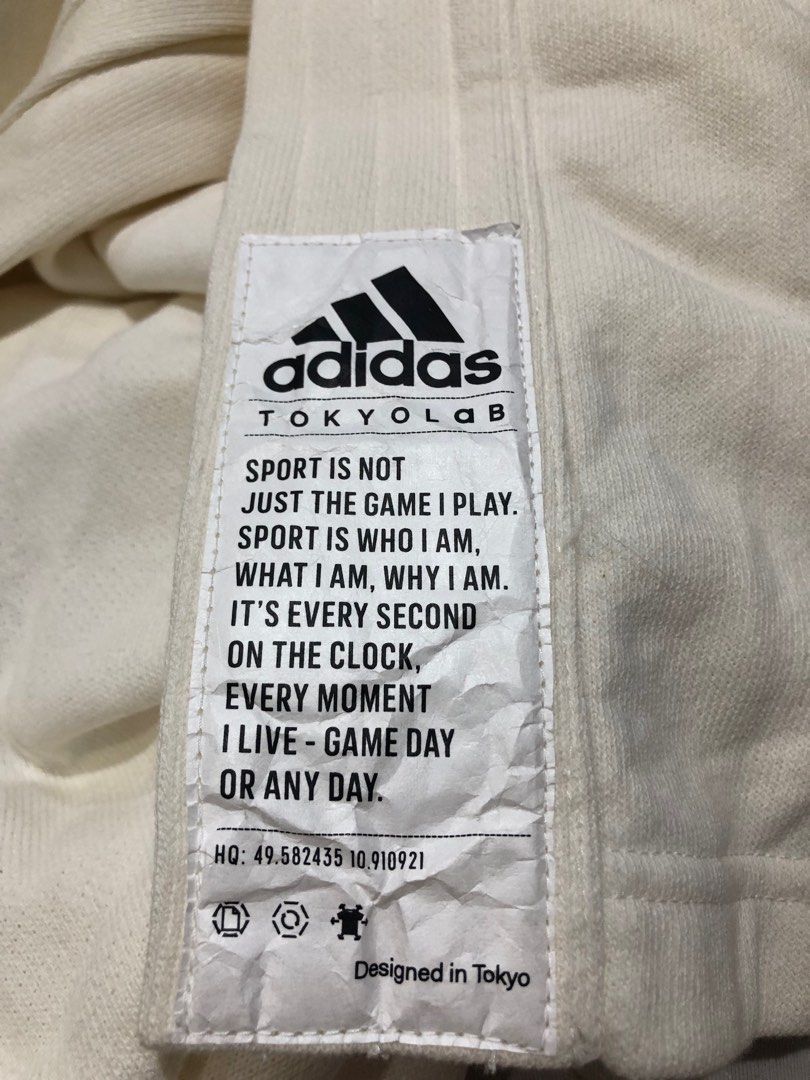 adidas
TOKYOLaB
SPORT IS NOT
JUST THE GAME I PLAY.
SPORT IS WHO I AM,
WHAT I AM, WHY I AM.
IT'S EVERY SECOND
ON THE CLOCK,
EVERY MOMENT
I LIVE - GAME DAY
OR ANY DAY.
HQ: 49.582435 10.910921
Designed in Tokyo